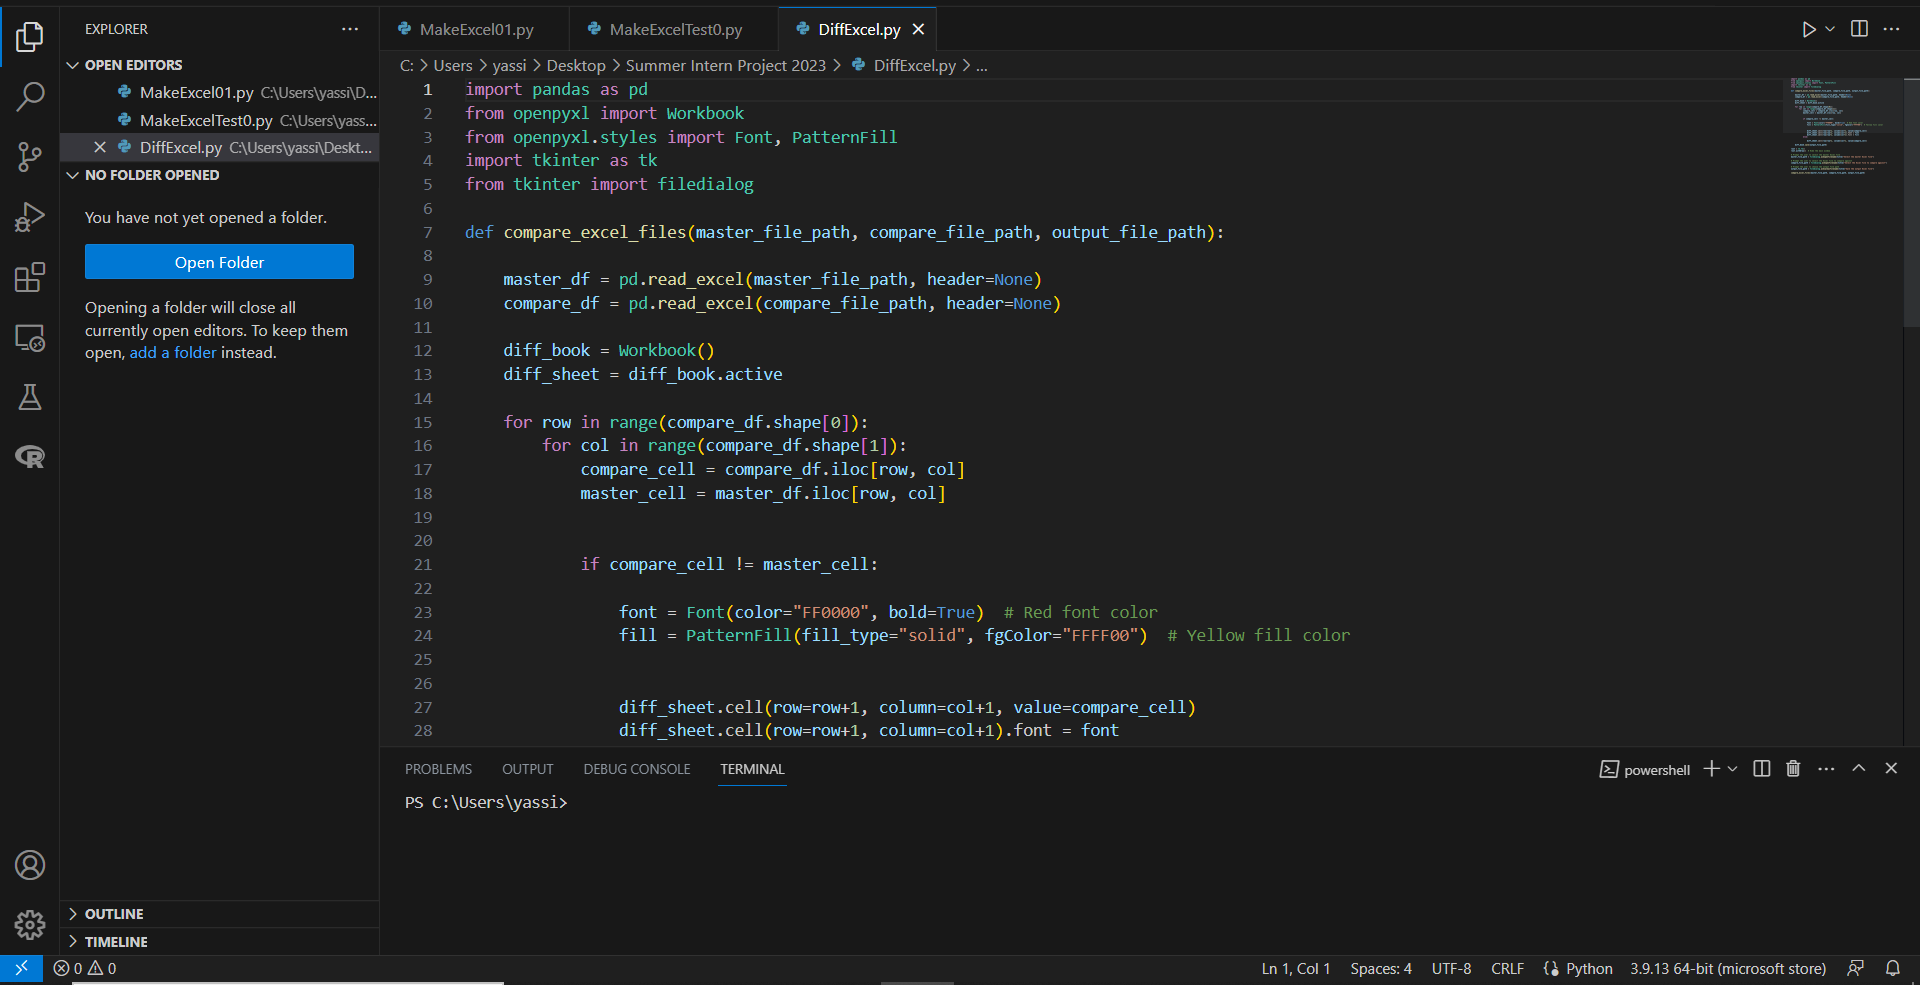 EXPLORER
OPEN EDITORS
MakeExcel01.py C:\Users\yassi\D...
MakeExcelTest0.py C:\Users\yass...
DiffExcel.py C:\Users\yassi\Deskt...
NO FOLDER OPENED
You have not yet opened a folder.
Open Folder
Opening a folder will close all
currently open editors. To keep them
open, add a folder instead.
OUTLINE
TIMELINE
MakeExcel01.py MakeExcelTest0.py DiffExcel.py
C: > Users > yassi > Desktop > Summer Intern Project 2023 > DiffExcel.py > ...
1 import pandas as pd
2 from openpyxl import Workbook
3 from openpyxl.styles import Font, PatternFill
4 import tkinter as tk
5 from tkinter import filedialog
6
7 def compare_excel_files(master_file_path, compare_file_path, output_file_path):
8
9     master_df = pd.read_excel(master_file_path, header=None)
10     compare_df = pd.read_excel(compare_file_path, header=None)
11
12     diff_book = Workbook()
13     diff_sheet = diff_book.active
14
15     for row in range(compare_df.shape[0]):
16         for col in range(compare_df.shape[1]):
17             compare_cell = compare_df.iloc[row, col]
18             master_cell = master_df.iloc[row, col]
19
20
21             if compare_cell != master_cell:
22
23                 font = Font(color="FF0000", bold=True)  # Red font color
24                 fill = PatternFill(fill_type="solid", fgColor="FFFF00")  # Yellow fill color
25
26
27                 diff_sheet.cell(row=row+1, column=col+1, value=compare_cell)
28                 diff_sheet.cell(row=row+1, column=col+1).font = font
PROBLEMS OUTPUT DEBUG CONSOLE TERMINAL
powershell
PS C:\Users\yassi>
0 0
Ln 1, Col 1 Spaces: 4 UTF-8 CRLF Python 3.9.13 64-bit (microsoft store)